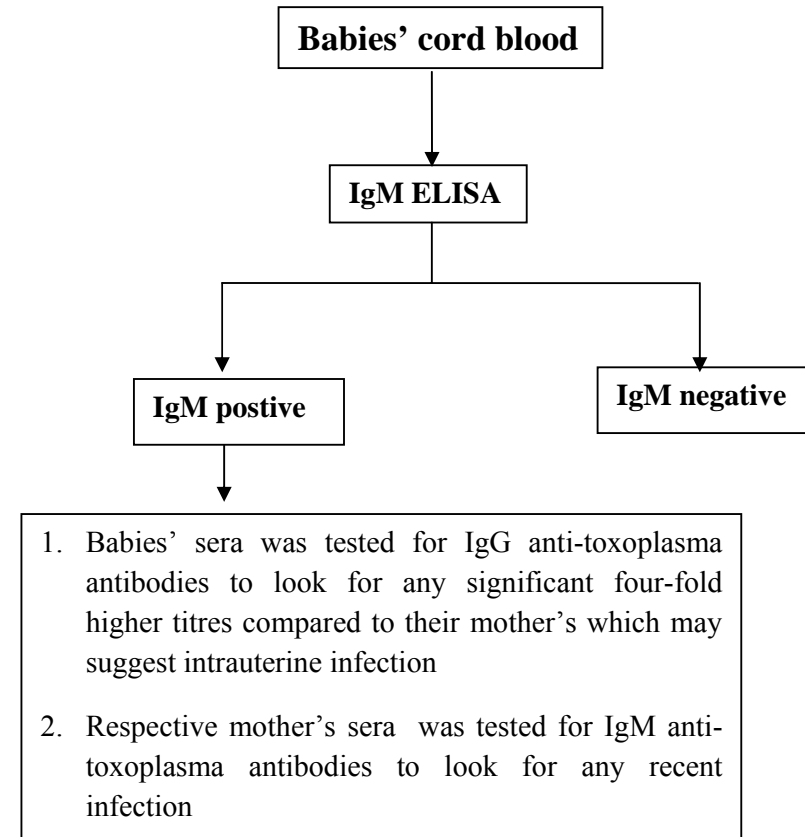 Babies’ cord blood
IgM ELISA
IgM postive
IgM negative
1. Babies’ sera was tested for IgG anti-toxoplasma
antibodies to look for any significant four-fold
higher titres compared to their mother’s which may
suggest intrauterine infection
2. Respective mother’s sera was tested for IgM anti-
toxoplasma antibodies to look for any recent
infection